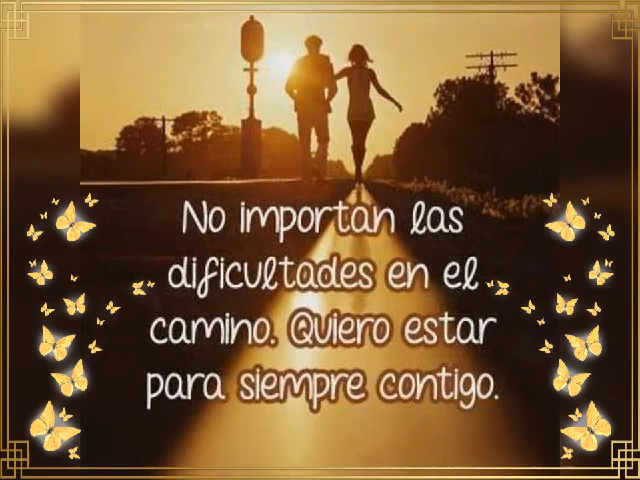 No importan las
dificultades en el
camino. Quiero estar
para siempre contigo.